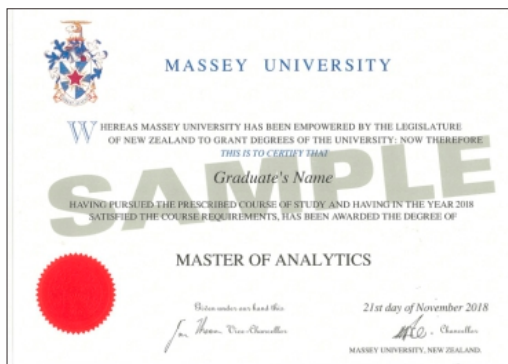 MASSEY UNIVERSITY
WHEREAS MASSEY UNIVERSITY HAS BEEN EMPOWERED BY THE LEGISLATURE
OF NEW ZEALAND TO GRANT DEGREES OF THE UNIVERSITY: NOW THEREFORE
THIS IS TO CERTIFY THAT
Graduate's Name
SAMPLE
HAVING PURSUED THE PRESCRIBED COURSE OF STUDY AND HAVING IN THE YEAR 2018
SATISFIED THE COURSE REQUIREMENTS, HAS BEEN AWARDED THE DEGREE OF
MASTER OF ANALYTICS
Given under our hand this
21st day of November 2018
Vice-Chancellor
Chancellor
MASSEY UNIVERSITY, NEW ZEALAND.